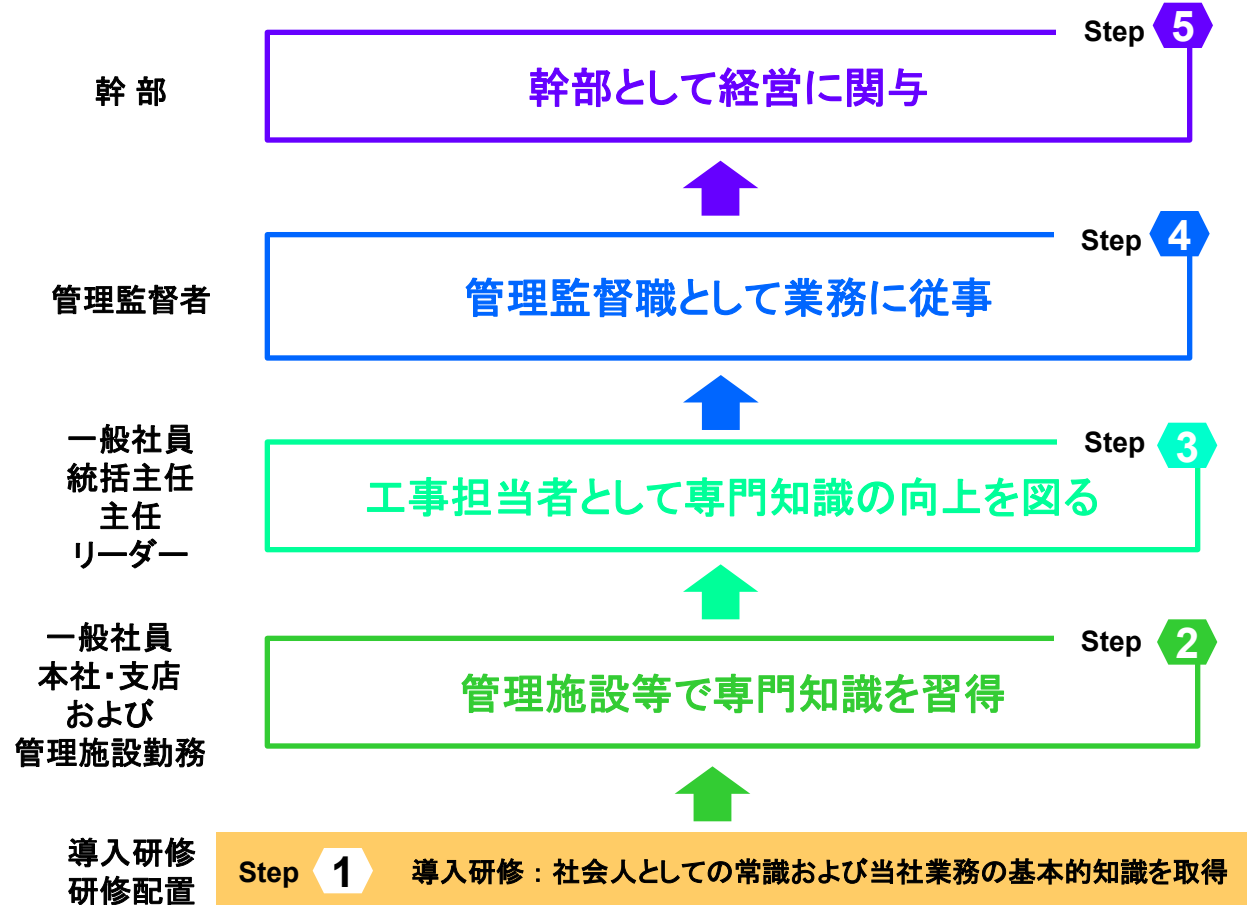 Step 5
幹 部
幹部として経営に関与
Step 4
管理監督者
管理監督職として業務に従事
Step 3
一般社員
統括主任
主任
リーダー
工事担当者として専門知識の向上を図る
Step 2
一般社員
本社・支店
および
管理施設勤務
管理施設等で専門知識を習得
導入研修
研修配置
Step 1 導入研修：社会人としての常識および当社業務の基本的知識を取得